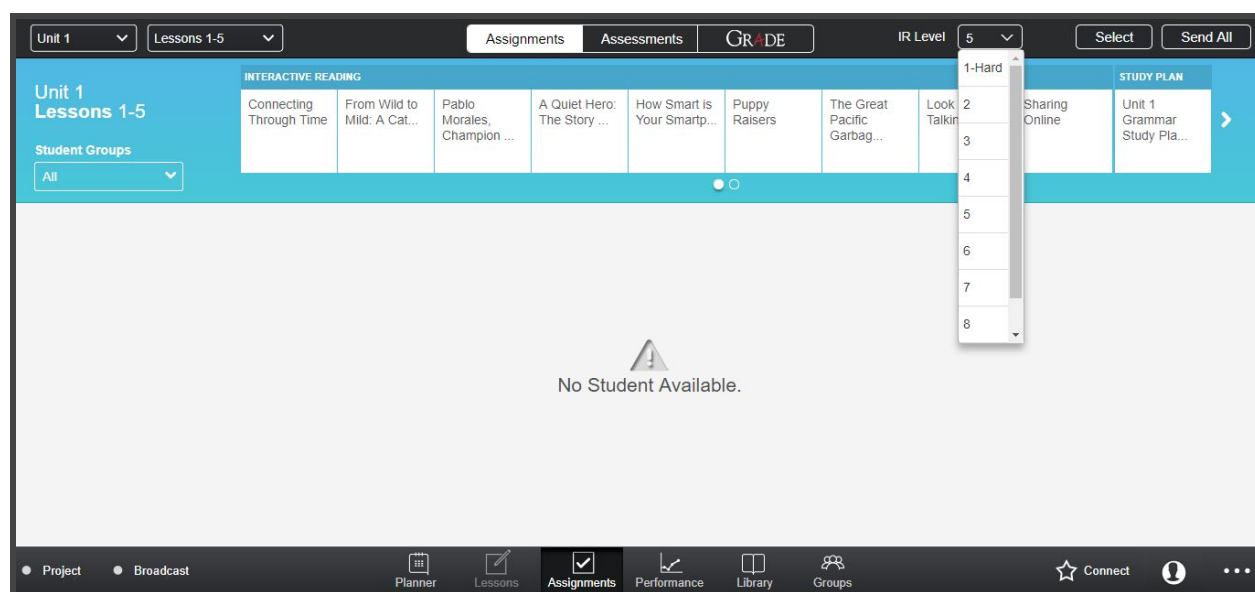 Unit 1
Lessons 1-5
Assignments
Assessments
GRADE
IR Level
5
Select
Send All
Unit 1
Lessons 1-5
Student Groups
All
INTERACTIVE READING
STUDY PLAN
Connecting
Through Time
From Wild to
Mild: A Cat...
Pablo
Morales,
Champion ...
A Quiet Hero:
The Story ...
How Smart is
Your Smartp...
Puppy
Raisers
The Great
Pacific
Garbag...
Look
Sharing
Online
Unit 1
Grammar
Study Pla...
1-Hard
2
3
4
5
6
7
8
No Student Available.
Project
Broadcast
Planner
Lessons
Assignments
Performance
Library
Groups
Connect